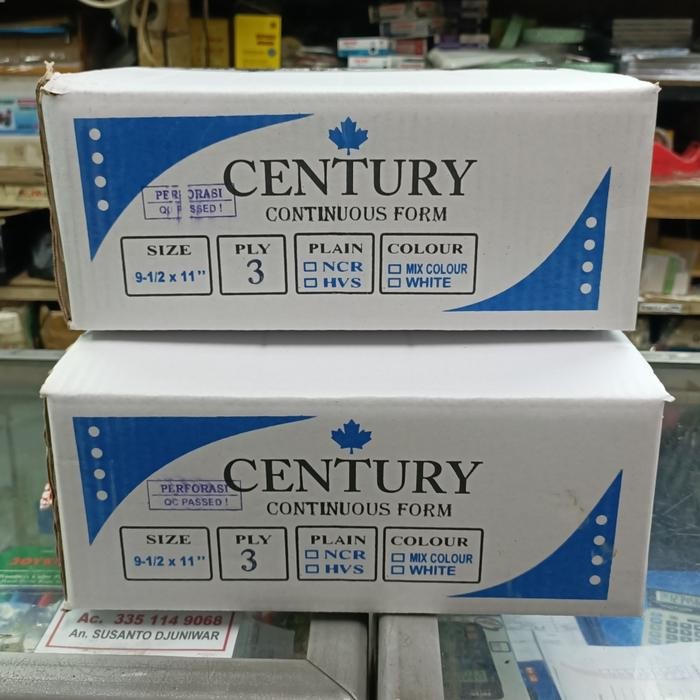 CENTURY
CONTINUOUS FORM
PERFORASI
QC PASSED !
SIZE
9-1/2 x 11"
PLY
3
PLAIN
NCR
HVS
COLOUR
MIX COLOUR
WHITE
CENTURY
CONTINUOUS FORM
PERFORASI
QC PASSED !
SIZE
9-1/2 x 11"
PLY
3
PLAIN
NCR
HVS
COLOUR
MIX COLOUR
WHITE
Ac. 335 114 9068
An. SUSANTO DJUNIWAR